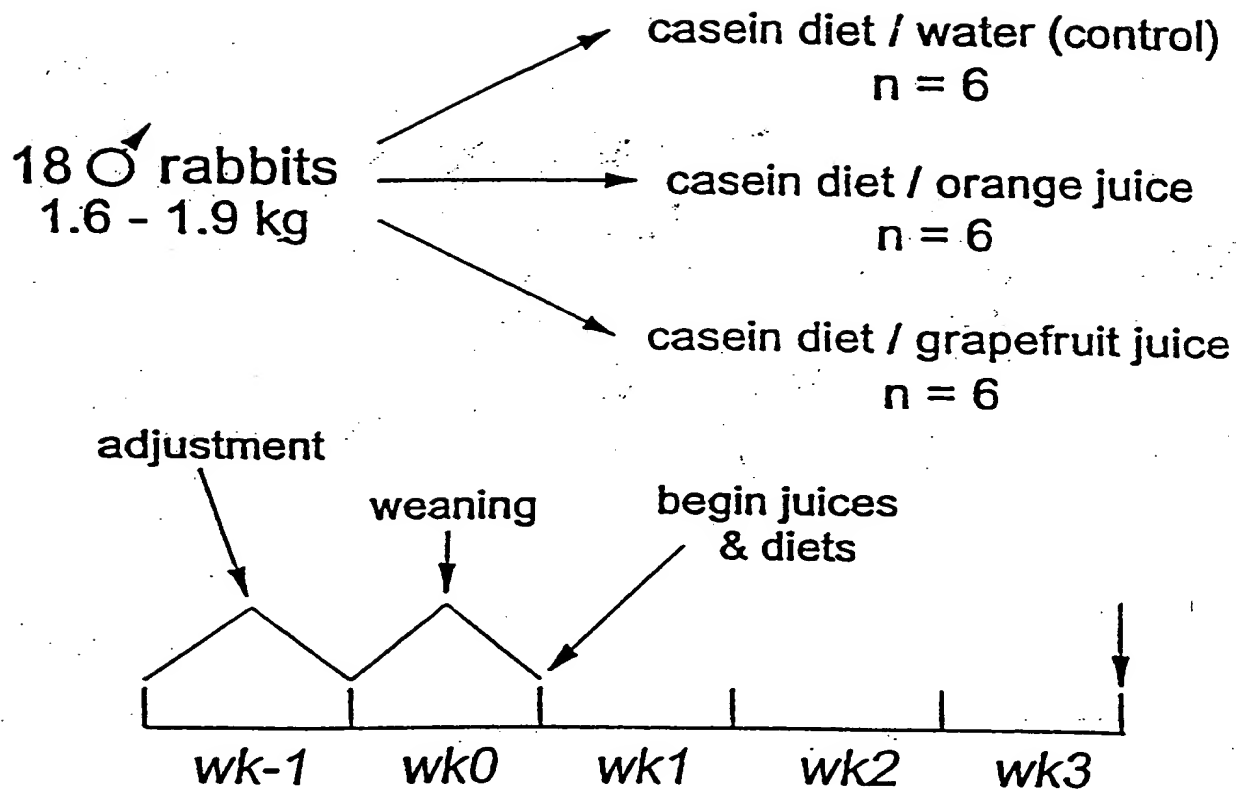 casein diet / water (control)
n = 6
18 ♂ rabbits
1.6 - 1.9 kg
casein diet / orange juice
n = 6
casein diet / grapefruit juice
n = 6
adjustment
weaning
begin juices
& diets
wk-1 wk0 wk1 wk2 wk3